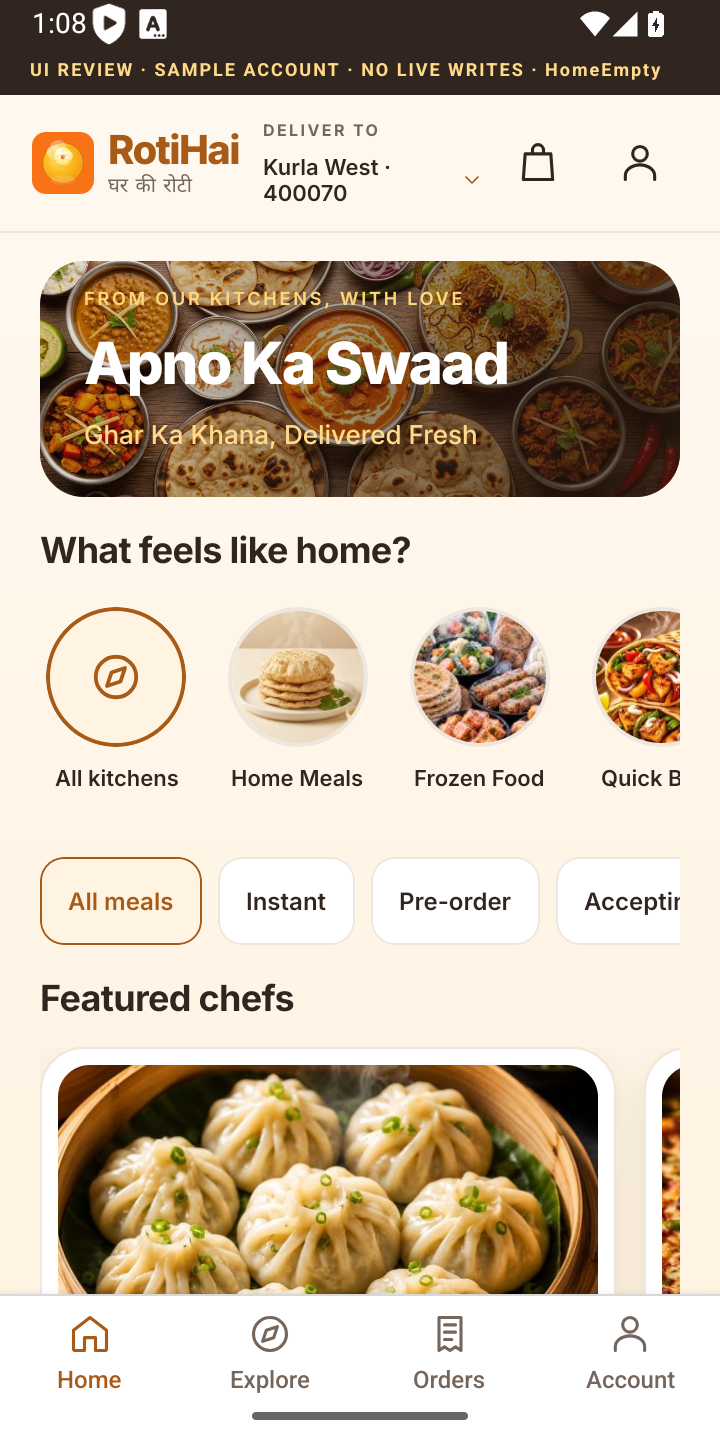 1:08
UI REVIEW · SAMPLE ACCOUNT · NO LIVE WRITES · HomeEmpty
RotiHai
घर की रोटी
DELIVER TO
Kurla West ·
400070
FROM OUR KITCHENS, WITH LOVE
Apno Ka Swaad
Ghar Ka Khana, Delivered Fresh
What feels like home?
All kitchens
Home Meals
Frozen Food
Quick B
All meals
Instant
Pre-order
Acceptin
Featured chefs
Home
Explore
Orders
Account